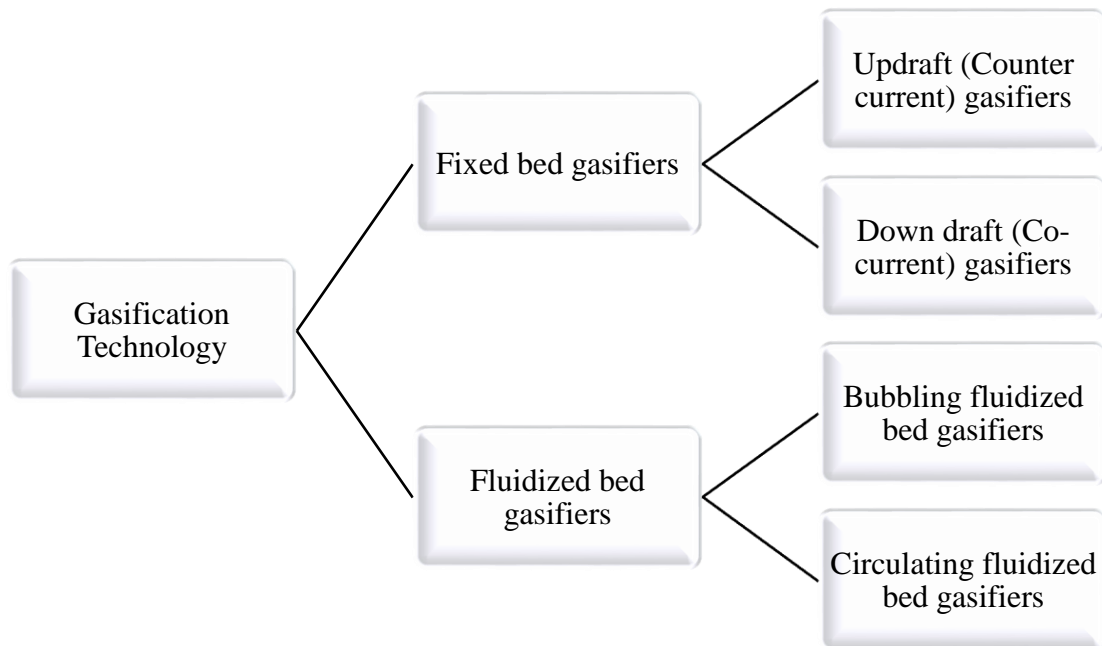 Gasification
Technology
Fixed bed gasifiers
Updraft (Counter
current) gasifiers
Down draft (Co-
current) gasifiers
Fluidized bed
gasifiers
Bubbling fluidized
bed gasifiers
Circulating fluidized
bed gasifiers